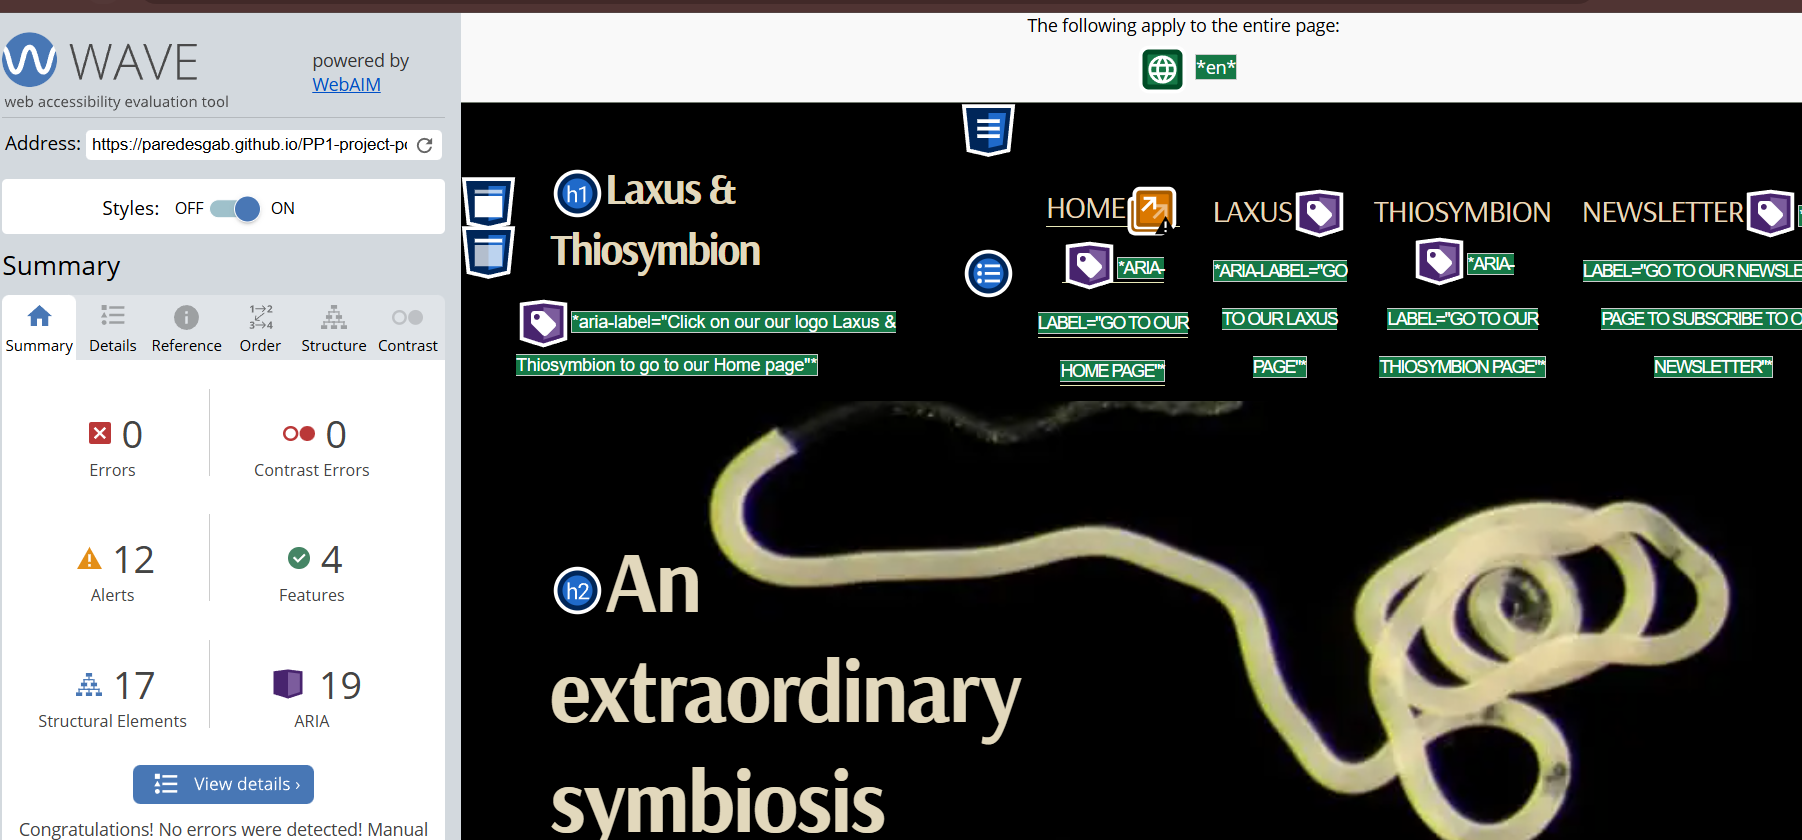 WAVE
powered by
WebAIM
web accessibility evaluation tool
Address:
https://paredesgab.github.io/PP1-project-p
Styles: OFF ON
Summary
Summary Details Reference Order Structure Contrast
1→2
3→4
0 0
Errors Contrast Errors
12 4
Alerts Features
17 19
Structural Elements ARIA
View details ›
Congratulations! No errors were detected! Manual
The following apply to the entire page:
*en*
h1 Laxus &
Thiosymbion
*aria-label="Click on our our logo Laxus &
Thiosymbion to go to our Home page"*
HOME LAXUS THIOSYMBION NEWSLETTER
*ARIA-
LABEL="GO TO OUR
HOME PAGE"*
*ARIA-LABEL="GO
TO OUR LAXUS
PAGE"*
*ARIA-
LABEL="GO TO OUR
THIOSYMBION PAGE"*
LABEL="GO TO OUR NEWSLE
PAGE TO SUBSCRIBE TO O
NEWSLETTER"*
h2 An
extraordinary
symbiosis